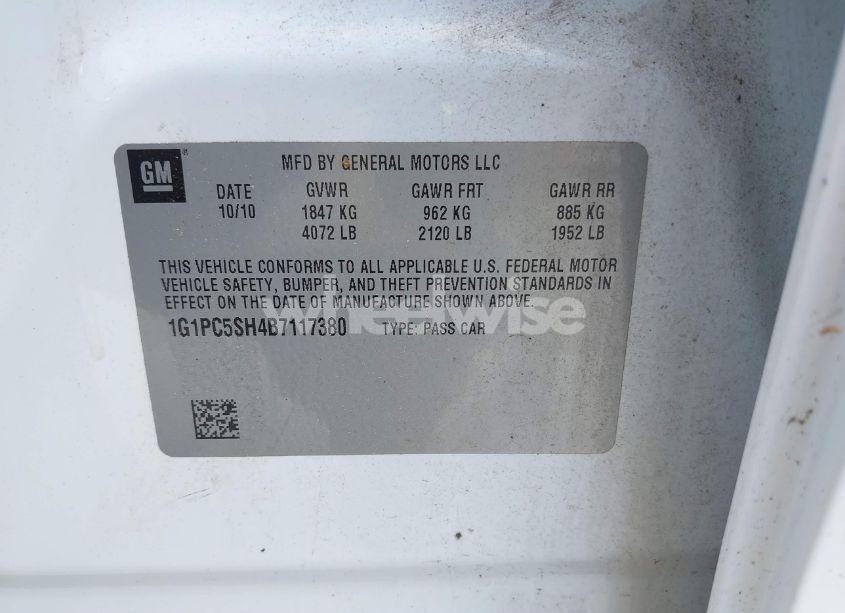 GM
MFD BY GENERAL MOTORS LLC
DATE GVWR GAWR FRT GAWR RR
10/10 1847 KG 962 KG 885 KG
4072 LB 2120 LB 1952 LB
THIS VEHICLE CONFORMS TO ALL APPLICABLE U.S. FEDERAL MOTOR
VEHICLE SAFETY, BUMPER, AND THEFT PREVENTION STANDARDS IN
EFFECT ON THE DATE OF MANUFACTURE SHOWN ABOVE.
1G1PC5SH4B7117380 TYPE: PASS CAR
wheelwise